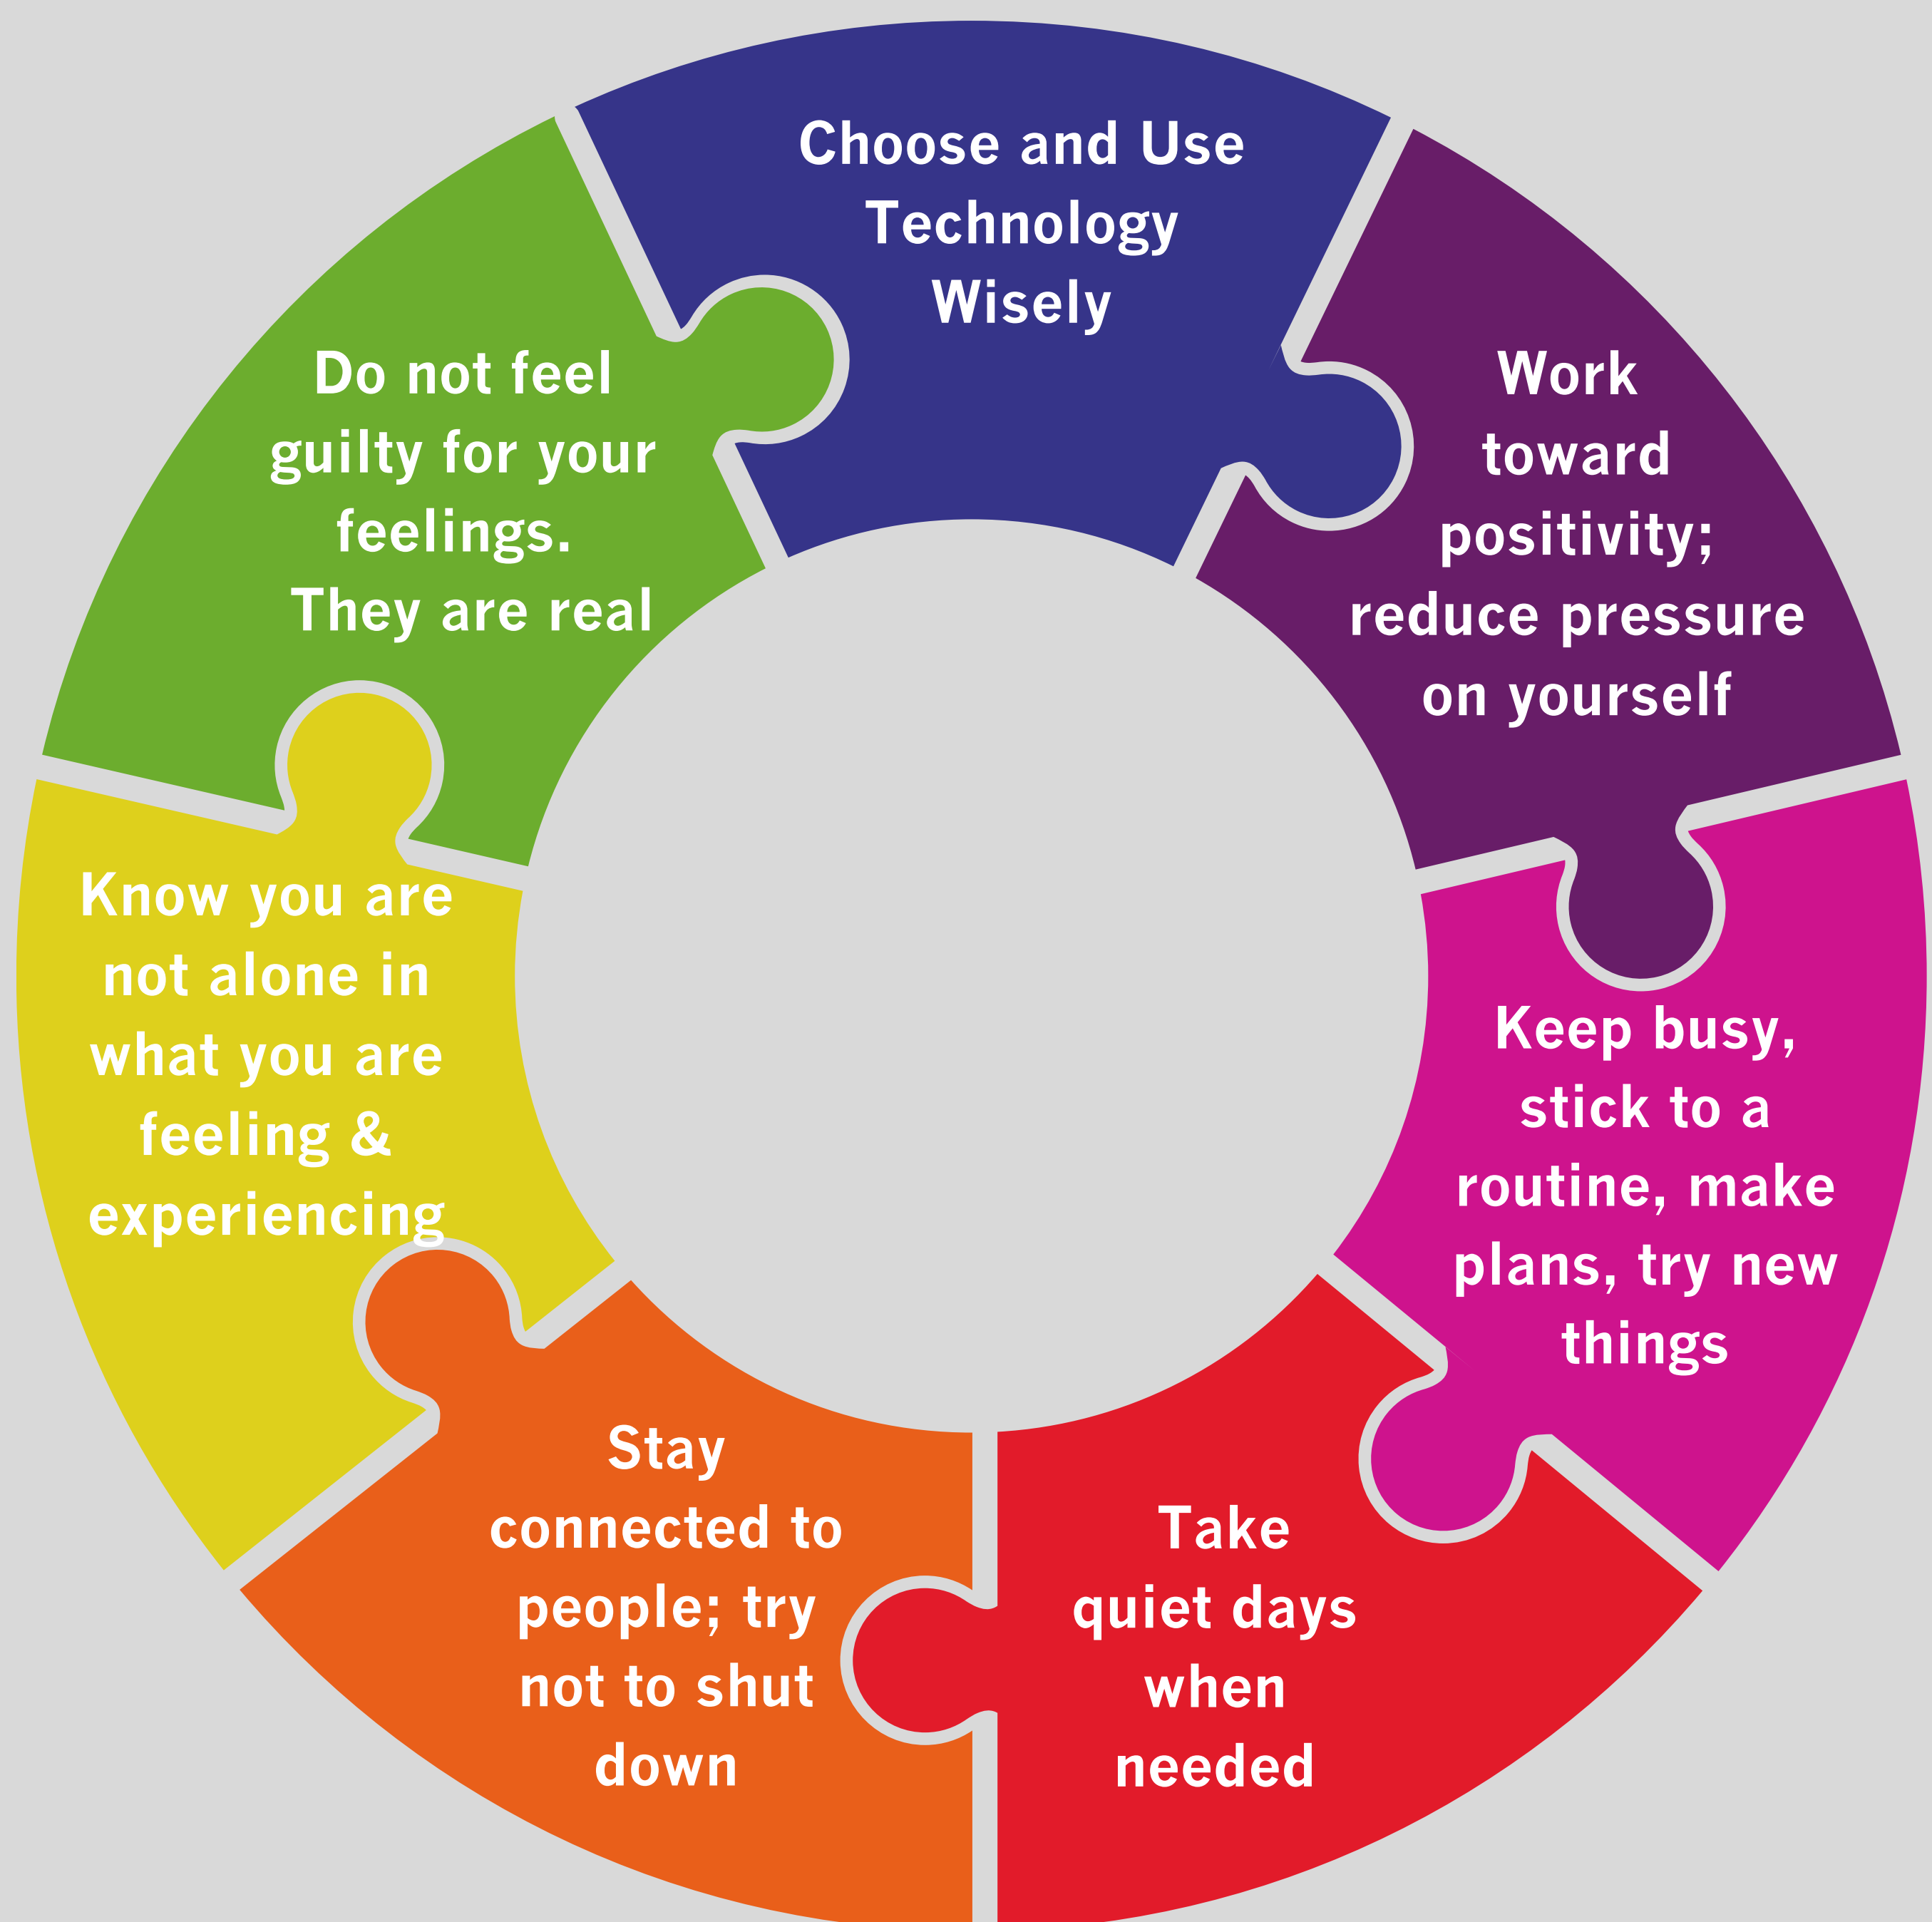 Choose and Use
Technology
Wisely
Work
toward
positivity;
reduce pressure
on yourself
Keep busy,
stick to a
routine, make
plans, try new
things
Take
quiet days
when
needed
Stay
connected to
people; try
not to shut
down
Know you are
not alone in
what you are
feeling &
experiencing
Do not feel
guilty for your
feelings.
They are real